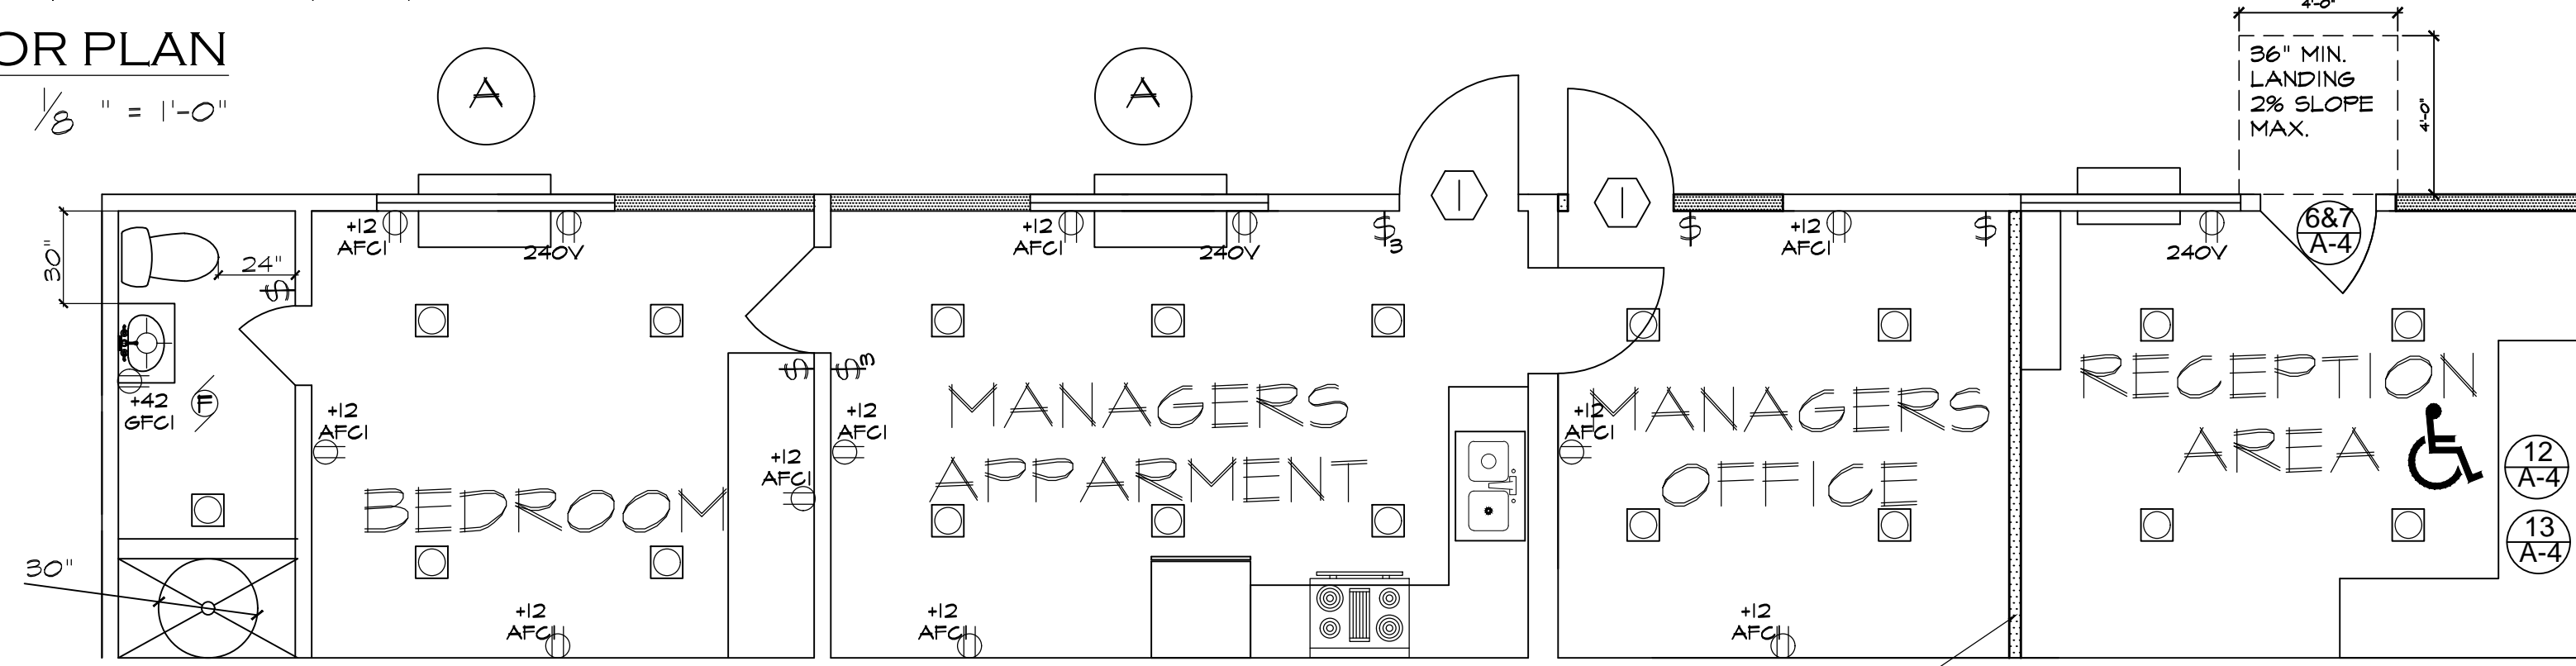 OR PLAN
1/8 " = 1'-0"
A
A
4'-0"
36" MIN.
LANDING
2% SLOPE
MAX.
4'-0"
30"
24"
$
+12
AFCI
240V
+12
AFCI
240V
$3
I
I
$
+12
AFCI
$
240V
6&7
A-4
+42
GFCI
F
+12
AFCI
$
$3
+12
AFCI
+12
AFCI
BEDROOM
MANAGERS
APPARMENT
+12
AFCI
MANAGERS
OFFICE
RECEPTION
AREA
12
A-4
13
A-4
30"
+12
AFCI
+12
AFCI
+12
AFCI